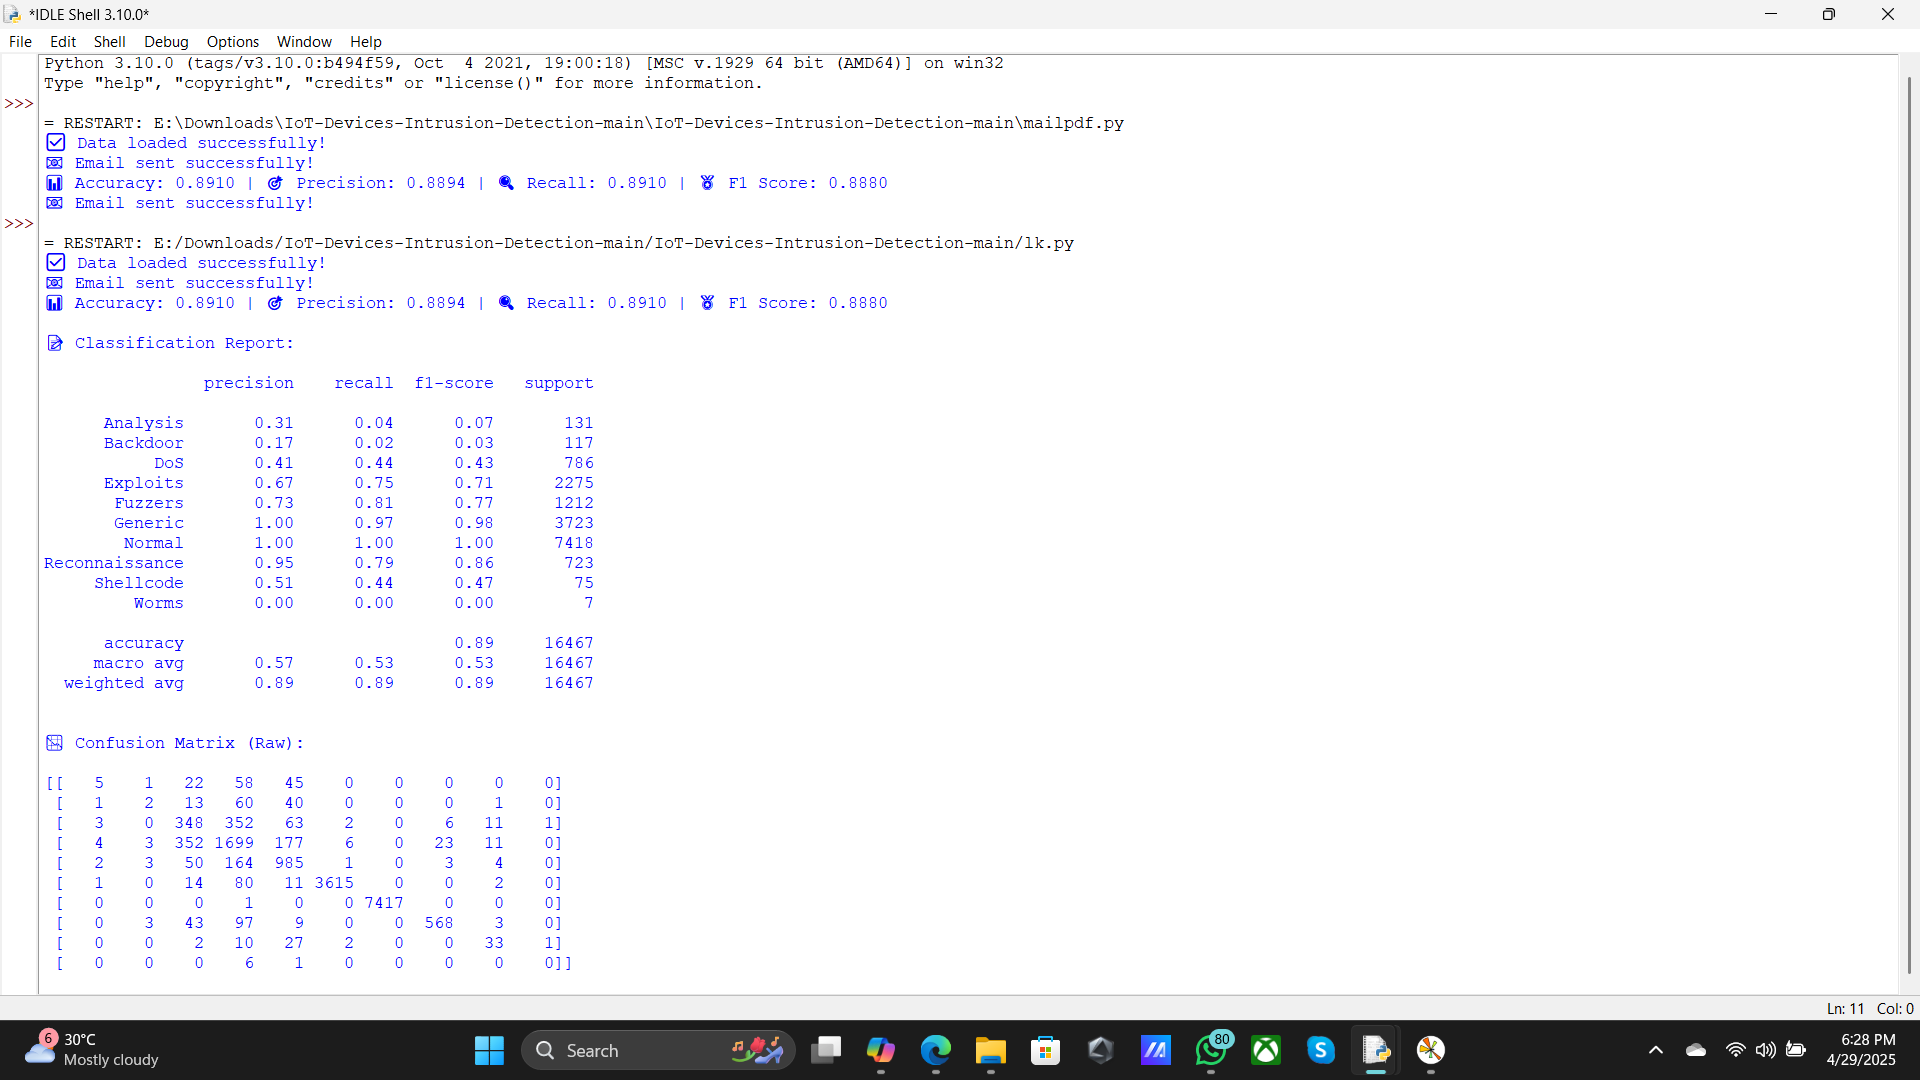 *IDLE Shell 3.10.0*
File Edit Shell Debug Options Window Help
Python 3.10.0 (tags/v3.10.0:b494f59, Oct  4 2021, 19:00:18) [MSC v.1929 64 bit (AMD64)] on win32
Type "help", "copyright", "credits" or "license()" for more information.
>>>
= RESTART: E:\Downloads\IoT-Devices-Intrusion-Detection-main\IoT-Devices-Intrusion-Detection-main\mailpdf.py
Data loaded successfully!
Email sent successfully!
Accuracy: 0.8910 | Precision: 0.8894 | Recall: 0.8910 | F1 Score: 0.8880
Email sent successfully!
>>>
= RESTART: E:/Downloads/IoT-Devices-Intrusion-Detection-main/IoT-Devices-Intrusion-Detection-main/lk.py
Data loaded successfully!
Email sent successfully!
Accuracy: 0.8910 | Precision: 0.8894 | Recall: 0.8910 | F1 Score: 0.8880
Classification Report:
precision recall f1-score support
Analysis 0.31 0.04 0.07 131
Backdoor 0.17 0.02 0.03 117
DoS 0.41 0.44 0.43 786
Exploits 0.67 0.75 0.71 2275
Fuzzers 0.73 0.81 0.77 1212
Generic 1.00 0.97 0.98 3723
Normal 1.00 1.00 1.00 7418
Reconnaissance 0.95 0.79 0.86 723
Shellcode 0.51 0.44 0.47 75
Worms 0.00 0.00 0.00 7
accuracy 0.89 16467
macro avg 0.57 0.53 0.53 16467
weighted avg 0.89 0.89 0.89 16467
Confusion Matrix (Raw):
[[ 5 1 22 58 45 0 0 0 0 0]
[ 1 2 13 60 40 0 0 0 1 0]
[ 3 0 348 352 63 2 0 6 11 1]
[ 4 3 352 1699 177 6 0 23 11 0]
[ 2 3 50 164 985 1 0 3 4 0]
[ 1 0 14 80 11 3615 0 0 2 0]
[ 0 0 0 1 0 0 7417 0 0 0]
[ 0 3 43 97 9 0 0 568 3 0]
[ 0 0 2 10 27 2 0 0 33 1]
[ 0 0 0 6 1 0 0 0 0 0]]
Ln: 11 Col: 0
6
30°C
Mostly cloudy
Search
80
S
6:28 PM
4/29/2025